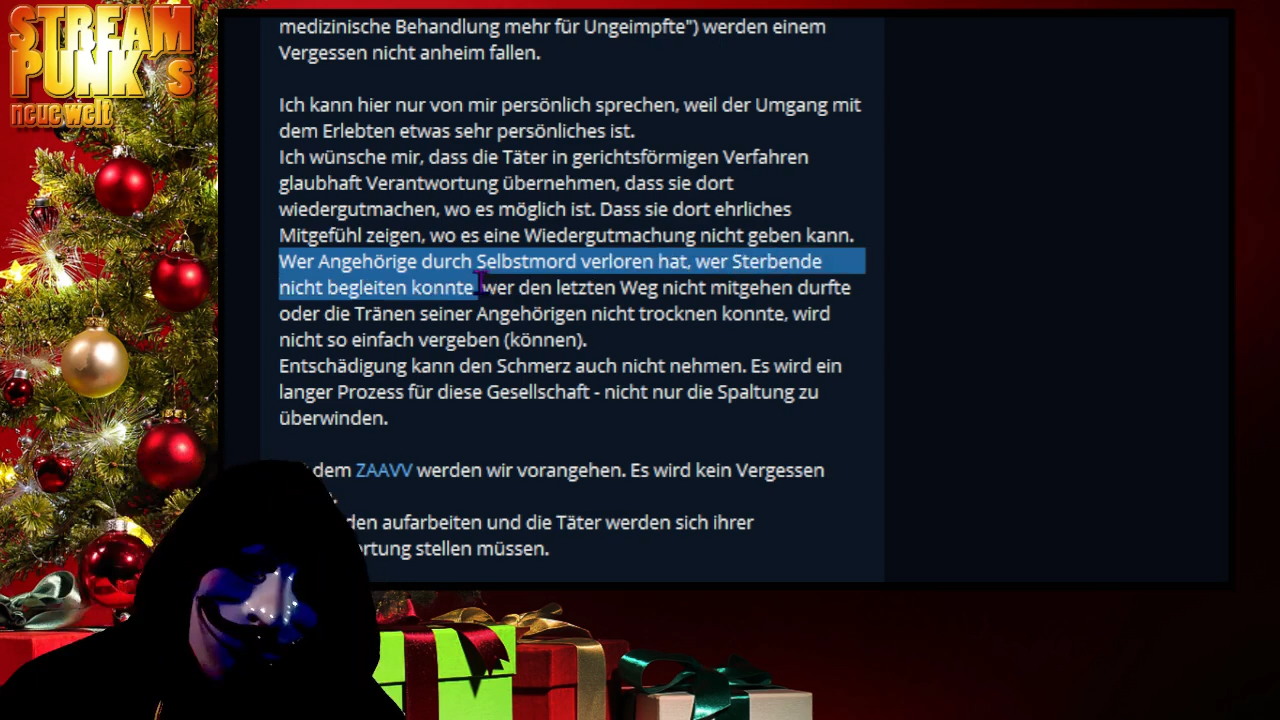 STREAM
PUNK´s
neue welt
medizinische Behandlung mehr für Ungeimpfte") werden einem
Vergessen nicht anheim fallen.
Ich kann hier nur von mir persönlich sprechen, weil der Umgang mit
dem Erlebten etwas sehr persönliches ist.
Ich wünsche mir, dass die Täter in gerichtsförmigen Verfahren
glaubhaft Verantwortung übernehmen, dass sie dort
wiedergutmachen, wo es möglich ist. Dass sie dort ehrliches
Mitgefühl zeigen, wo es eine Wiedergutmachung nicht geben kann.
Wer Angehörige durch Selbstmord verloren hat, wer Sterbende
nicht begleiten konnte wer den letzten Weg nicht mitgehen durfte
oder die Tränen seiner Angehörigen nicht trocknen konnte, wird
nicht so einfach vergeben (können).
Entschädigung kann den Schmerz auch nicht nehmen. Es wird ein
langer Prozess für diese Gesellschaft - nicht nur die Spaltung zu
überwinden.
dem ZAAVV werden wir vorangehen. Es wird kein Vergessen
den aufarbeiten und die Täter werden sich ihrer
ortung stellen müssen.